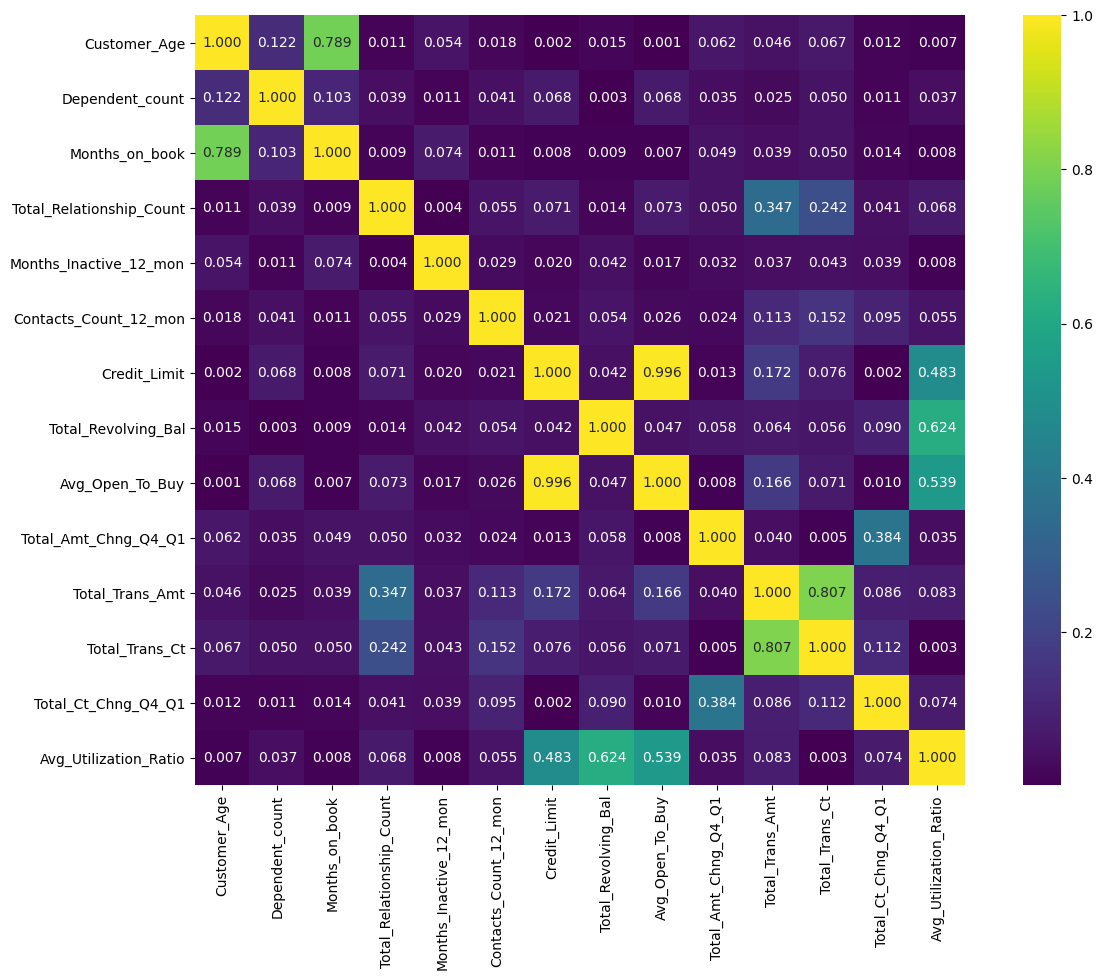 Customer_Age 1.000 0.122 0.789 0.011 0.054 0.018 0.002 0.015 0.001 0.062 0.046 0.067 0.012 0.007
Dependent_count 0.122 1.000 0.103 0.039 0.011 0.041 0.068 0.003 0.068 0.035 0.025 0.050 0.011 0.037
Months_on_book 0.789 0.103 1.000 0.009 0.074 0.011 0.008 0.009 0.007 0.049 0.039 0.050 0.014 0.008
Total_Relationship_Count 0.011 0.039 0.009 1.000 0.004 0.055 0.071 0.014 0.073 0.050 0.347 0.242 0.041 0.068
Months_Inactive_12_mon 0.054 0.011 0.074 0.004 1.000 0.029 0.020 0.042 0.017 0.032 0.037 0.043 0.039 0.008
Contacts_Count_12_mon 0.018 0.041 0.011 0.055 0.029 1.000 0.021 0.054 0.026 0.024 0.113 0.152 0.095 0.055
Credit_Limit 0.002 0.068 0.008 0.071 0.020 0.021 1.000 0.042 0.996 0.013 0.172 0.076 0.002 0.483
Total_Revolving_Bal 0.015 0.003 0.009 0.014 0.042 0.054 0.042 1.000 0.047 0.058 0.064 0.056 0.090 0.624
Avg_Open_To_Buy 0.001 0.068 0.007 0.073 0.017 0.026 0.996 0.047 1.000 0.008 0.166 0.071 0.010 0.539
Total_Amt_Chng_Q4_Q1 0.062 0.035 0.049 0.050 0.032 0.024 0.013 0.058 0.008 1.000 0.040 0.005 0.384 0.035
Total_Trans_Amt 0.046 0.025 0.039 0.347 0.037 0.113 0.172 0.064 0.166 0.040 1.000 0.807 0.086 0.083
Total_Trans_Ct 0.067 0.050 0.050 0.242 0.043 0.152 0.076 0.056 0.071 0.005 0.807 1.000 0.112 0.003
Total_Ct_Chng_Q4_Q1 0.012 0.011 0.014 0.041 0.039 0.095 0.002 0.090 0.010 0.384 0.086 0.112 1.000 0.074
Avg_Utilization_Ratio 0.007 0.037 0.008 0.068 0.008 0.055 0.483 0.624 0.539 0.035 0.083 0.003 0.074 1.000
Customer_Age
Dependent_count
Months_on_book
Total_Relationship_Count
Months_Inactive_12_mon
Contacts_Count_12_mon
Credit_Limit
Total_Revolving_Bal
Avg_Open_To_Buy
Total_Amt_Chng_Q4_Q1
Total_Trans_Amt
Total_Trans_Ct
Total_Ct_Chng_Q4_Q1
Avg_Utilization_Ratio
1.0
0.8
0.6
0.4
0.2